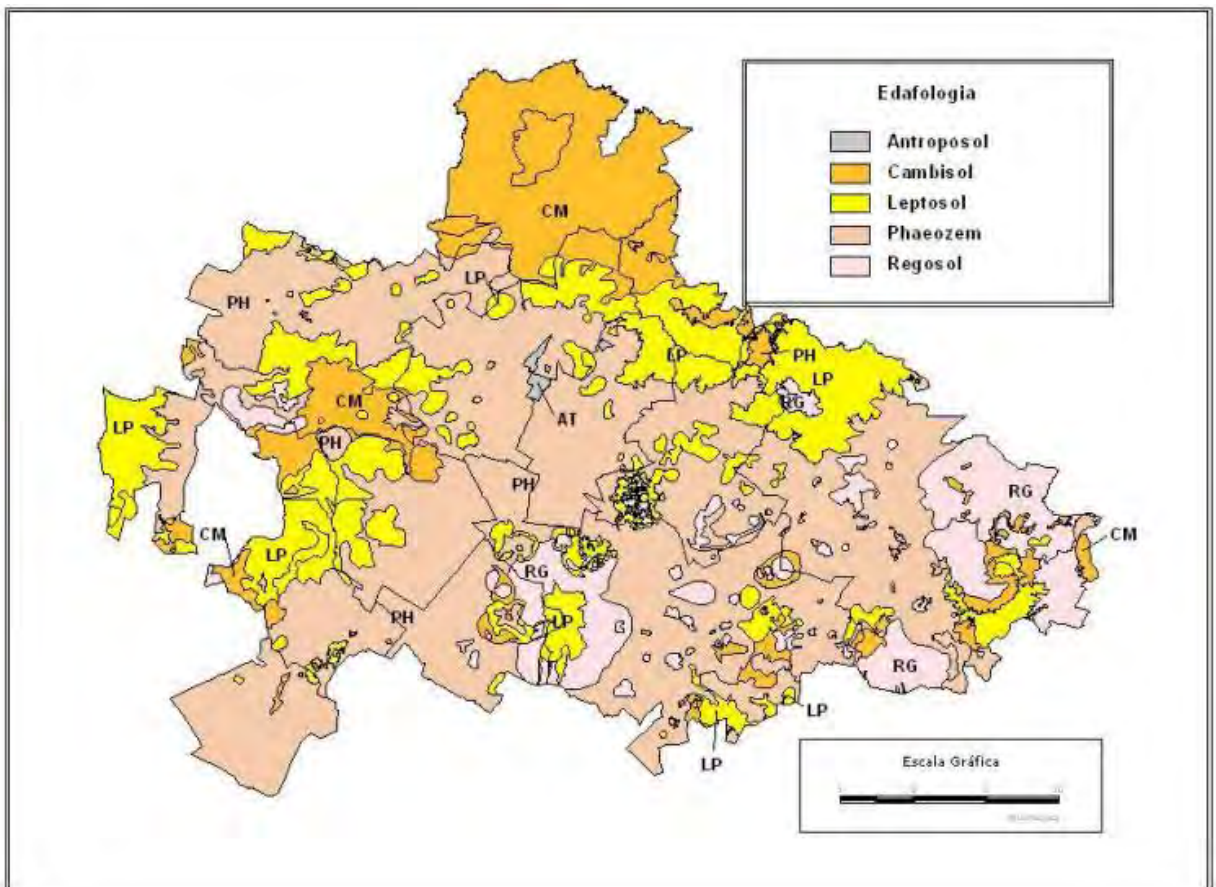 Edafologia
Antroposol
Cambisol
Leptosol
Phaeozem
Regosol
CM
LP
PH
LP
PH
LP
CM
RG
LP
AT
PH
PH
RG
CM
CM
LP
RG
LP
PH
RG
LP
LP
Escala Gráfica